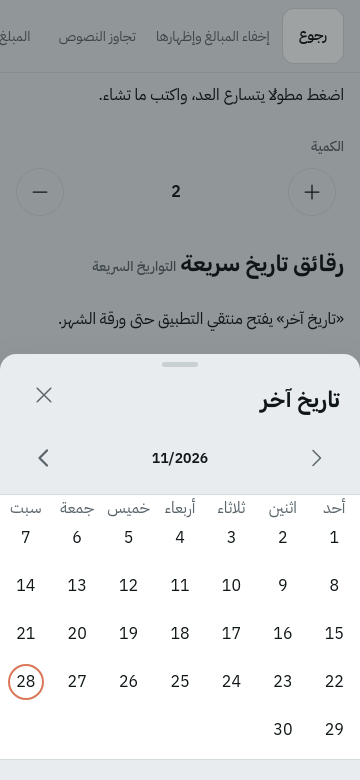 رجوع إخفاء المبالغ وإظهارها تجاوز النصوص المبلغ
اضغط مطولًا يتسارع العد، واكتب ما تشاء.
الكمية
+ 2 −
رقائق تاريخ سريعة التواريخ السريعة
«تاريخ آخر» يفتح منتقي التطبيق حتى ورقة الشهر.
تاريخ آخر
11/2026
أحد اثنين ثلاثاء أربعاء خميس جمعة سبت
1 2 3 4 5 6 7
8 9 10 11 12 13 14
15 16 17 18 19 20 21
22 23 24 25 26 27 28
29 30